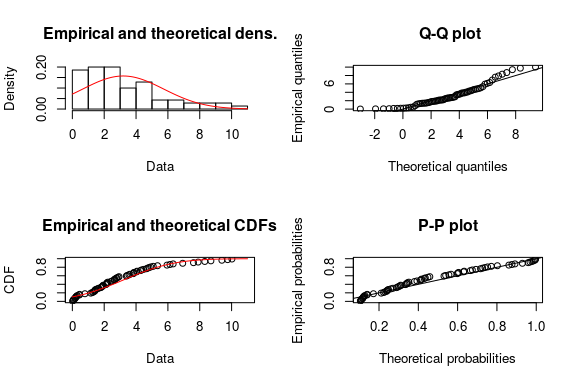 Empirical and theoretical dens.
Density
0.00
0.20
0
2
4
6
8
10
Data
Q-Q plot
Empirical quantiles
0
6
-2
0
2
4
6
8
Theoretical quantiles
Empirical and theoretical CDFs
CDF
0.0
0.8
0
2
4
6
8
10
Data
P-P plot
Empirical probabilities
0.0
0.8
0.2
0.4
0.6
0.8
1.0
Theoretical probabilities